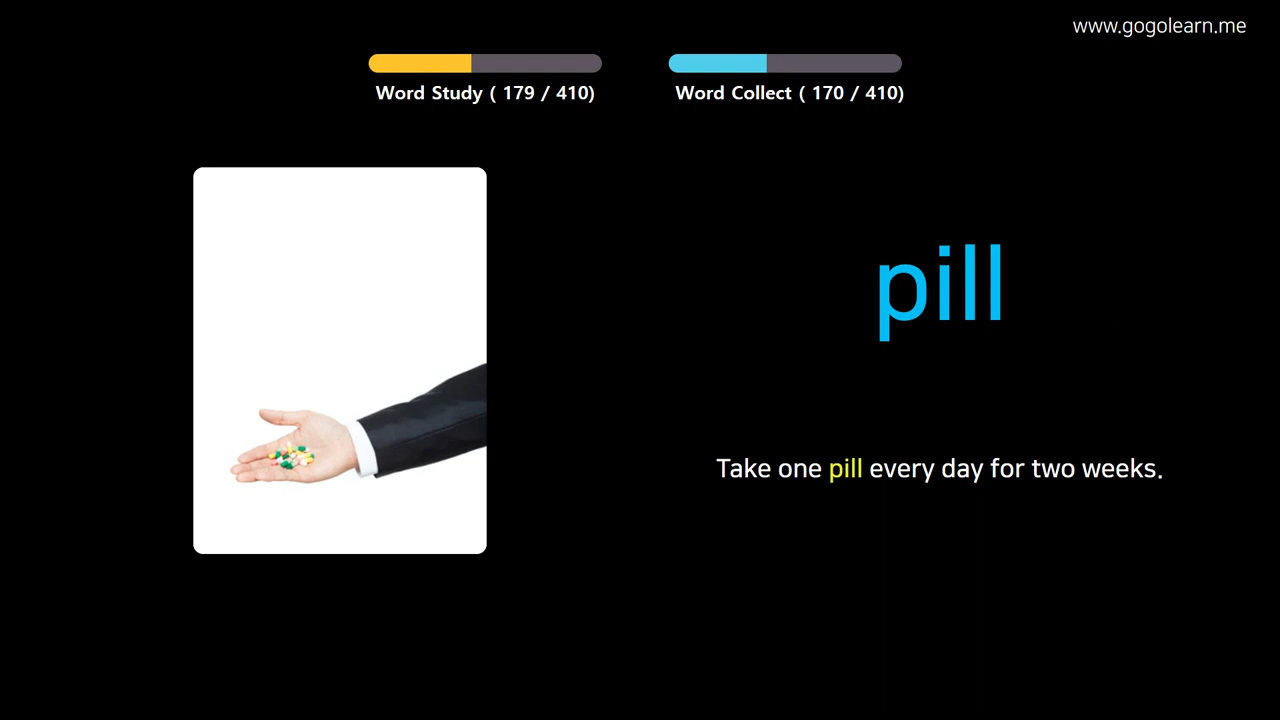 www.gogolearn.me
Word Study ( 179 / 410)
Word Collect ( 170 / 410)
pill
Take one pill every day for two weeks.